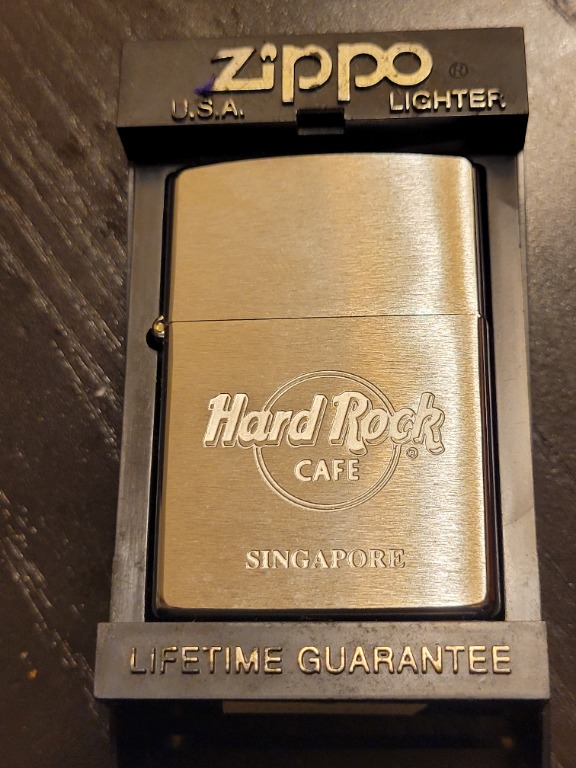 zippo ®
U.S.A. LIGHTER
Hard Rock
CAFE ®
SINGAPORE
LIFETIME GUARANTEE